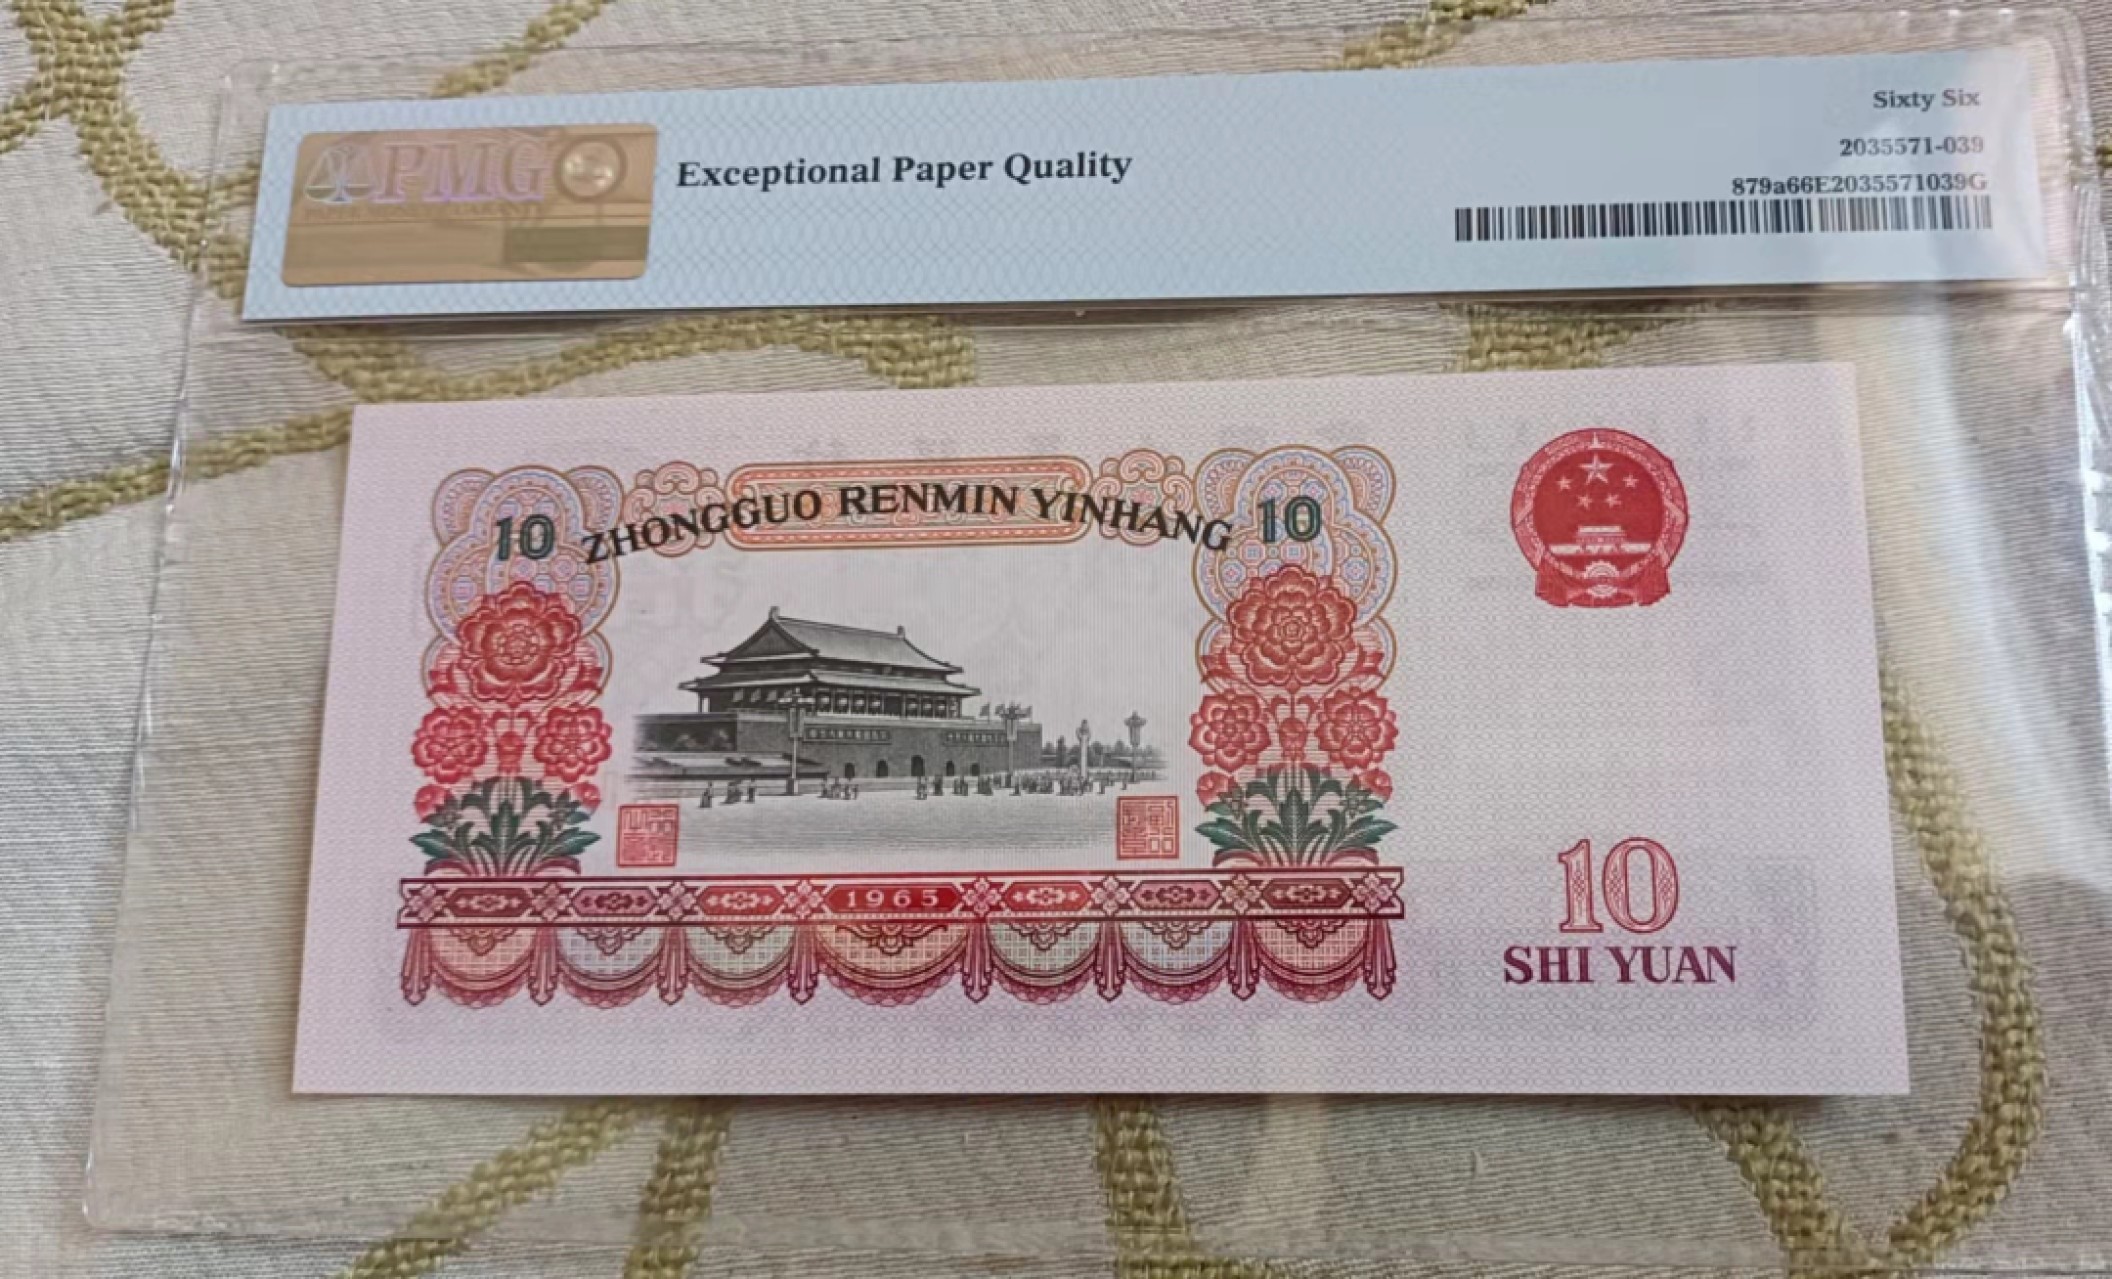 PMG
Exceptional Paper Quality
Sixty Six
2035571-039
879a66E2035571039G
10 ZHONGGUO RENMIN YINHANG 10
1965
10
SHI YUAN